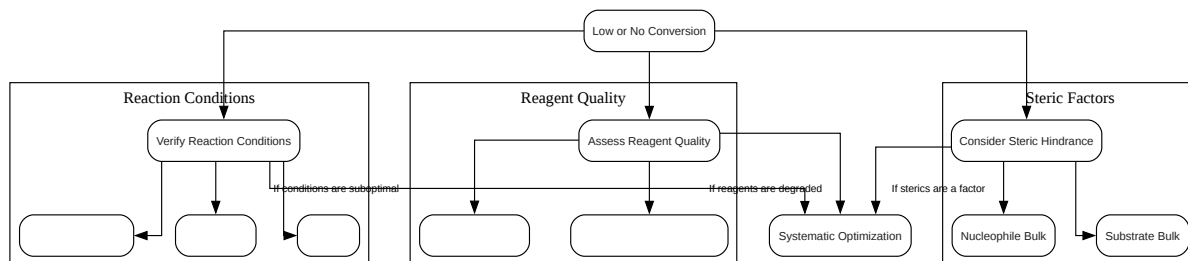 Low or No Conversion
Reaction Conditions
Reagent Quality
Steric Factors
Verify Reaction Conditions
Assess Reagent Quality
Consider Steric Hindrance
If conditions are suboptimal
If reagents are degraded
If sterics are a factor
Systematic Optimization
Nucleophile Bulk
Substrate Bulk